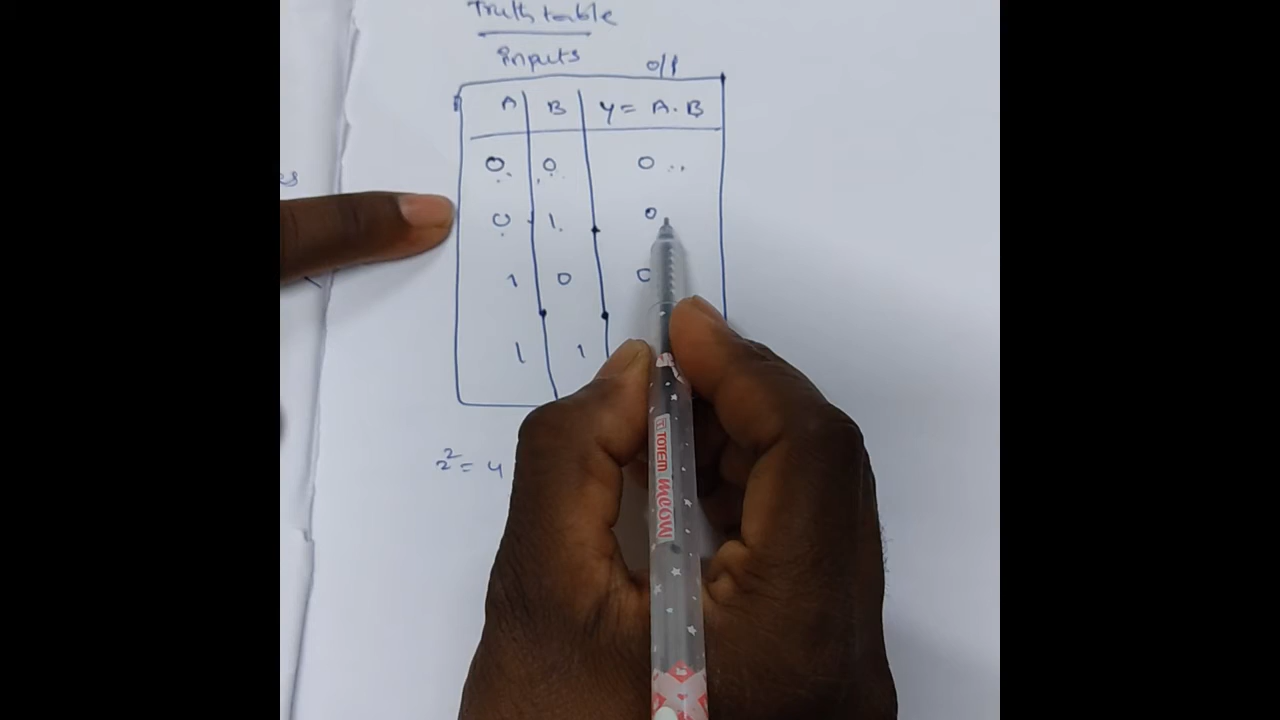 Truth table
inputs o/p
A B Y = A . B
0 0 0
0 1 0
1 0 0
1 1
2² = 4
TOTEM MEOW